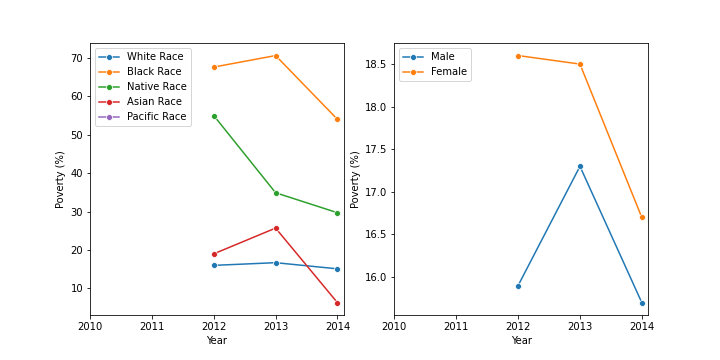 White Race
Black Race
Native Race
Asian Race
Pacific Race
70
60
50
40
30
20
10
Poverty (%)
2010 2011 2012 2013 2014
Year
Male
Female
18.5
18.0
17.5
17.0
16.5
16.0
Poverty (%)
2010 2011 2012 2013 2014
Year